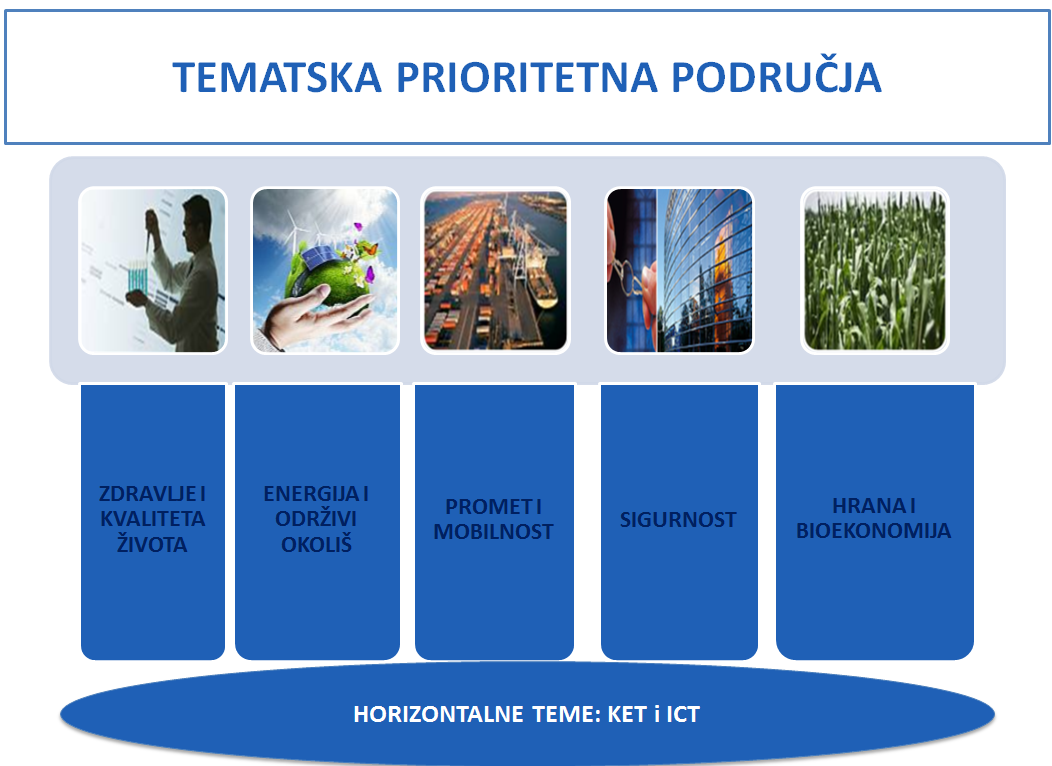 TEMATSKA PRIORITETNA PODRUČJA
ZDRAVLJE I
KVALITETA
ŽIVOTA
ENERGIJA I
ODRŽIVI
OKOLIŠ
PROMET I
MOBILNOST
SIGURNOST
HRANA I
BIOEKONOMIJA
HORIZONTALNE TEME: KET i ICT